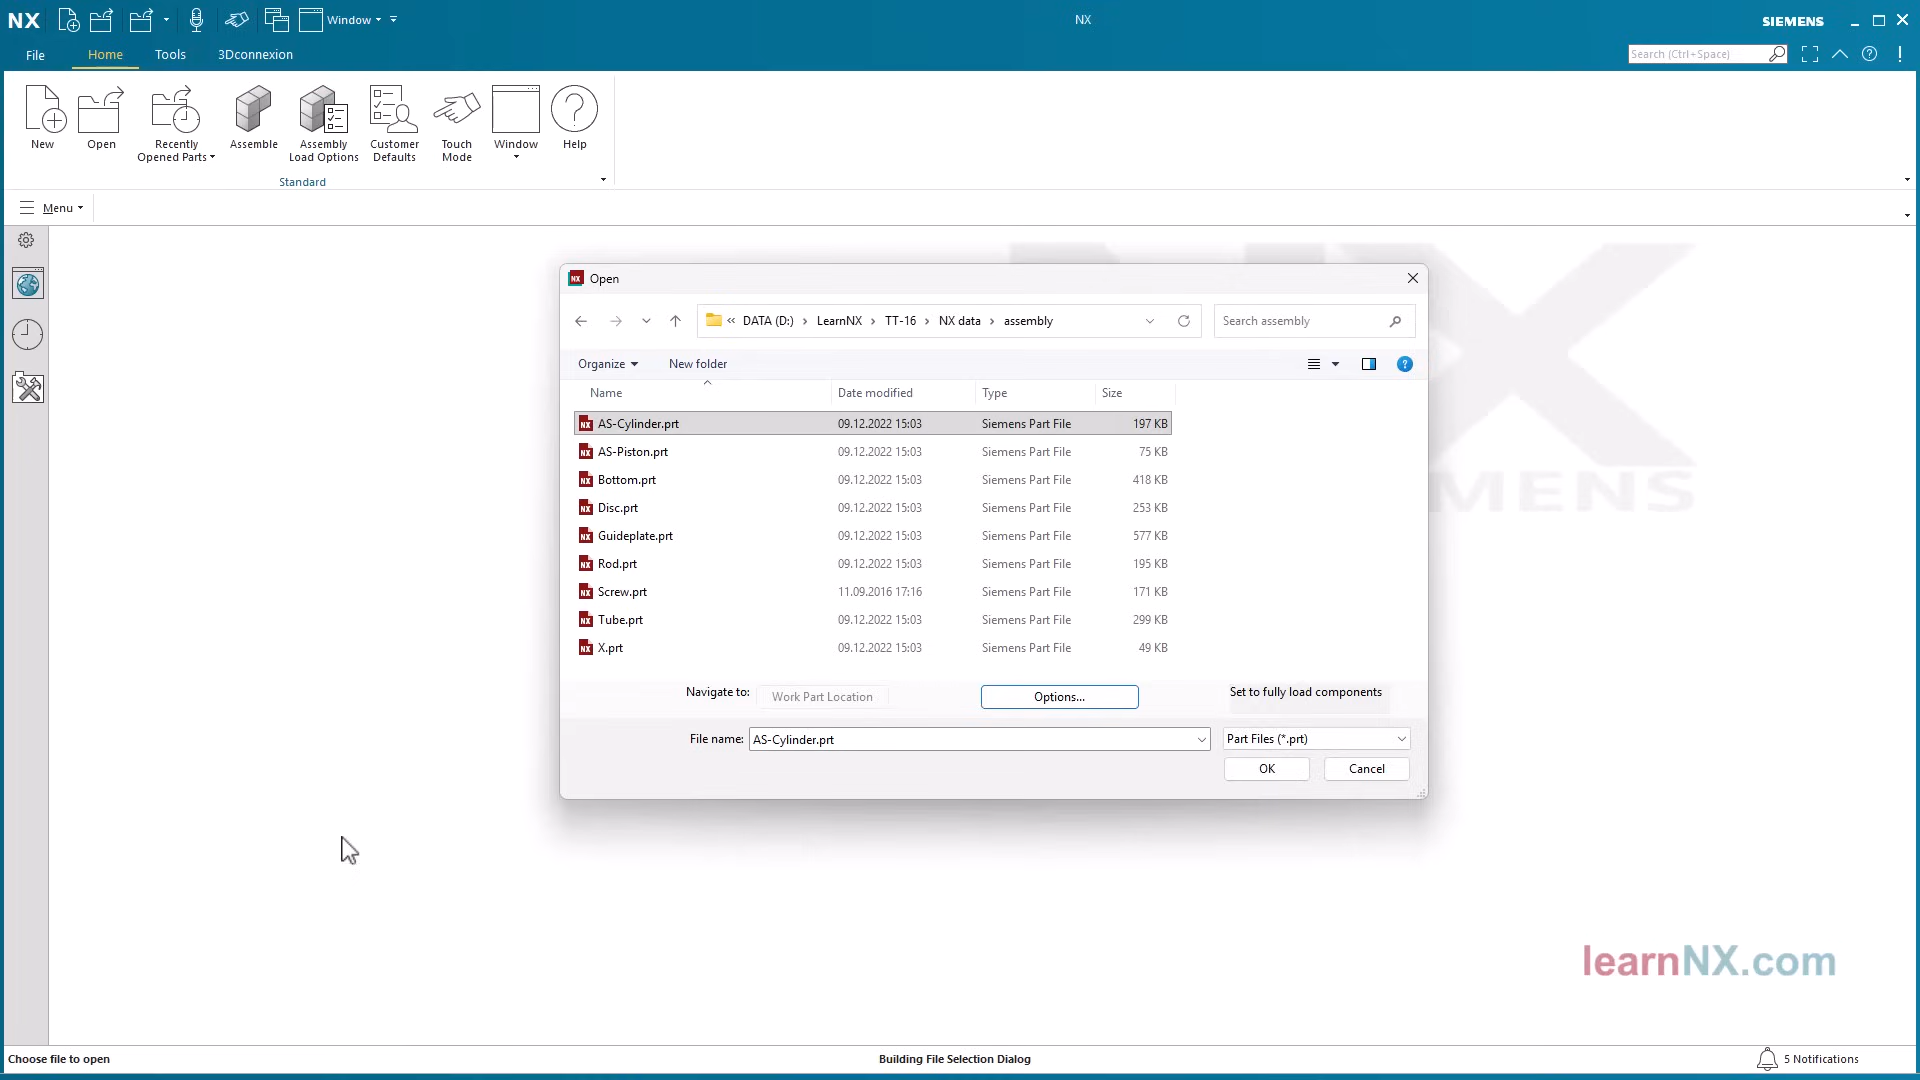 NX
Window
NX
SIEMENS
File
Home
Tools
3Dconnexion
Search (Ctrl+Space)
New
Open
Recently
Opened Parts
Assemble
Assembly
Load Options
Customer
Defaults
Touch
Mode
Window
Help
Standard
Menu
Open
« DATA (D:) › LearnNX › TT-16 › NX data › assembly
Search assembly
Organize
New folder
Name Date modified Type Size
AS-Cylinder.prt 09.12.2022 15:03 Siemens Part File 197 KB
AS-Piston.prt 09.12.2022 15:03 Siemens Part File 75 KB
Bottom.prt 09.12.2022 15:03 Siemens Part File 418 KB
Disc.prt 09.12.2022 15:03 Siemens Part File 253 KB
Guideplate.prt 09.12.2022 15:03 Siemens Part File 577 KB
Rod.prt 09.12.2022 15:03 Siemens Part File 195 KB
Screw.prt 11.09.2016 17:16 Siemens Part File 171 KB
Tube.prt 09.12.2022 15:03 Siemens Part File 299 KB
X.prt 09.12.2022 15:03 Siemens Part File 49 KB
MENS
Navigate to: Work Part Location
Options...
Set to fully load components
File name: AS-Cylinder.prt
Part Files (*.prt)
OK
Cancel
learnNX.com
Choose file to open
Building File Selection Dialog
5 Notifications